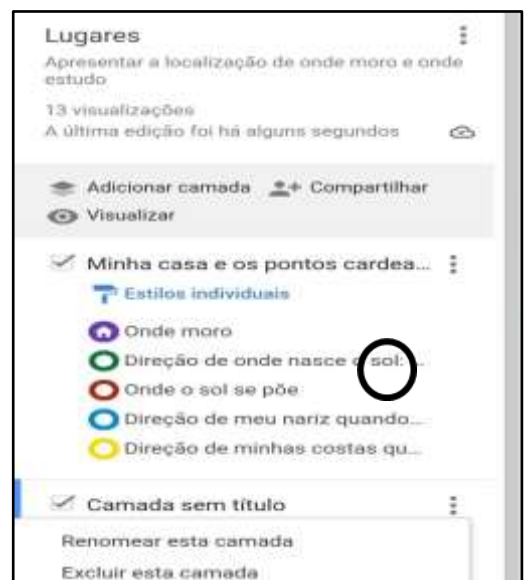 Lugares
Apresentar a localização de onde moro e onde
estudo
13 visualizações
A última edição foi há alguns segundos
Adicionar camada Compartilhar
Visualizar
Minha casa e os pontos cardea...
Estilos individuais
Onde moro
Direção de onde nasce o sol: ...
Onde o sol se põe
Direção de meu nariz quando...
Direção de minhas costas qu...
Camada sem título
Renomear esta camada
Excluir esta camada